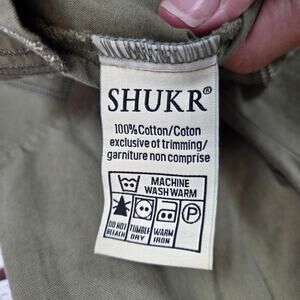 SHUKR®
100% Cotton/Coton
exclusive of trimming/
garniture non comprise
MACHINE
WASH WARM
P
DO NOT
BLEACH
TUMBLE
DRY
WARM
IRON